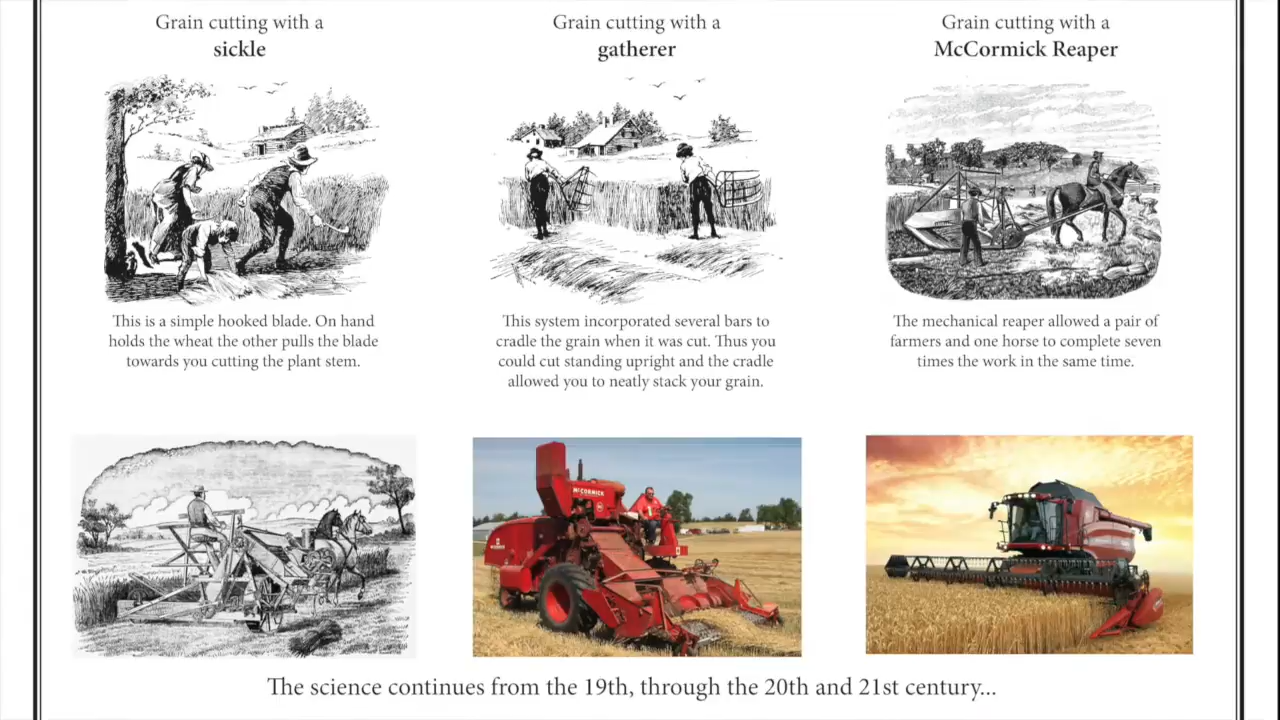 Grain cutting with a
sickle
Grain cutting with a
gatherer
Grain cutting with a
McCormick Reaper
This is a simple hooked blade. On hand
holds the wheat the other pulls the blade
towards you cutting the plant stem.
This system incorporated several bars to
cradle the grain when it was cut. Thus you
could cut standing upright and the cradle
allowed you to neatly stack your grain.
The mechanical reaper allowed a pair of
farmers and one horse to complete seven
times the work in the same time.
McCORMICK
The science continues from the 19th, through the 20th and 21st century...